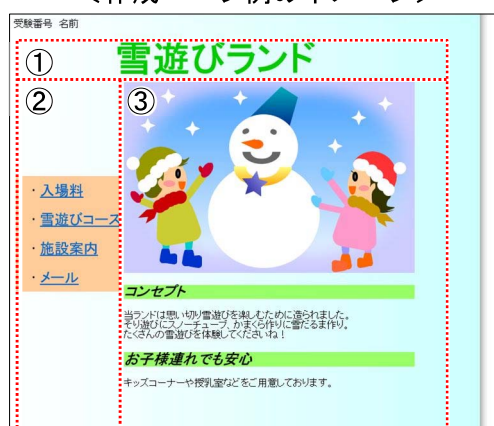 受験番号 名前
① 雪遊びランド
②
③
・入場料
・雪遊びコース
・施設案内
・メール
コンセプト
当ランドは思い切り雪遊びを楽しむために造られました。
そり遊びにスノーチューブ、かまくら作りに雪だるま作り。
たくさんの雪遊びを体験してくださいね！
お子様連れでも安心
キッズコーナーや授乳室などをご用意しております。